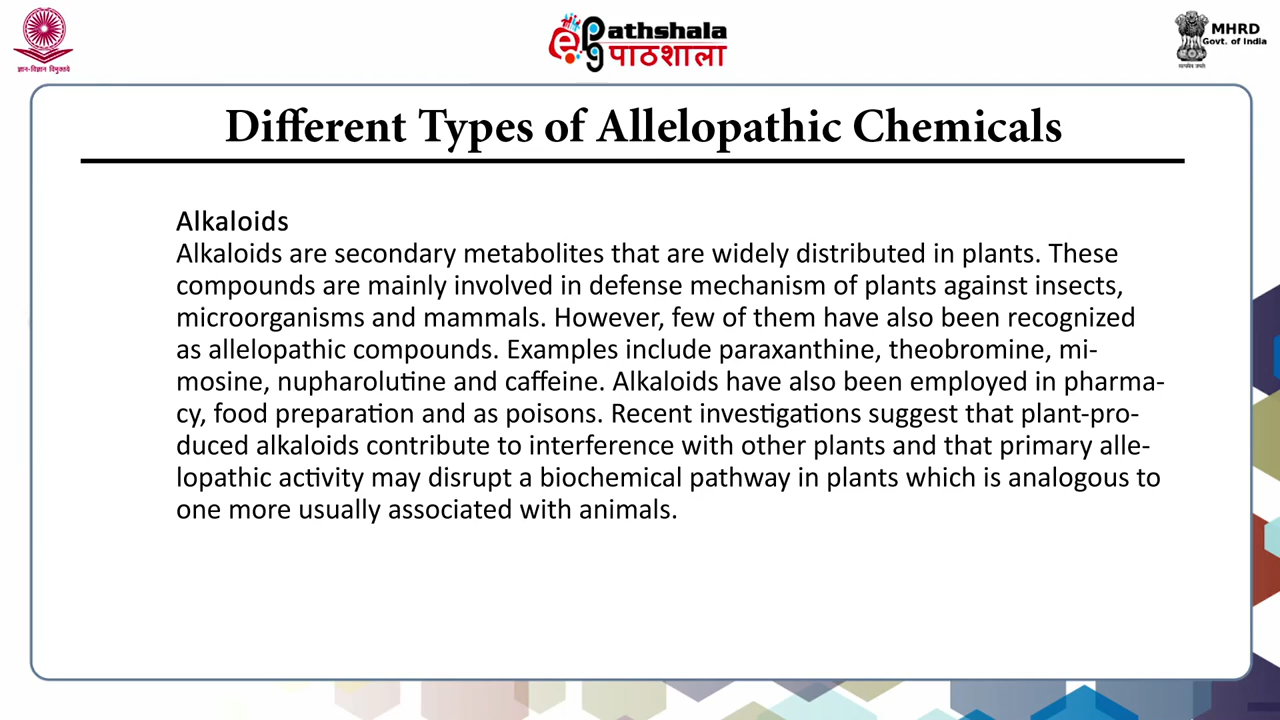 ज्ञान-विज्ञान विमुक्तये
ePathshala
पाठशाला
MHRD
Govt. of India
सत्यमेव जयते
Different Types of Allelopathic Chemicals
Alkaloids
Alkaloids are secondary metabolites that are widely distributed in plants. These
compounds are mainly involved in defense mechanism of plants against insects,
microorganisms and mammals. However, few of them have also been recognized
as allelopathic compounds. Examples include paraxanthine, theobromine, mi-
mosine, nupharolutine and caffeine. Alkaloids have also been employed in pharma-
cy, food preparation and as poisons. Recent investigations suggest that plant-pro-
duced alkaloids contribute to interference with other plants and that primary alle-
lopathic activity may disrupt a biochemical pathway in plants which is analogous to
one more usually associated with animals.